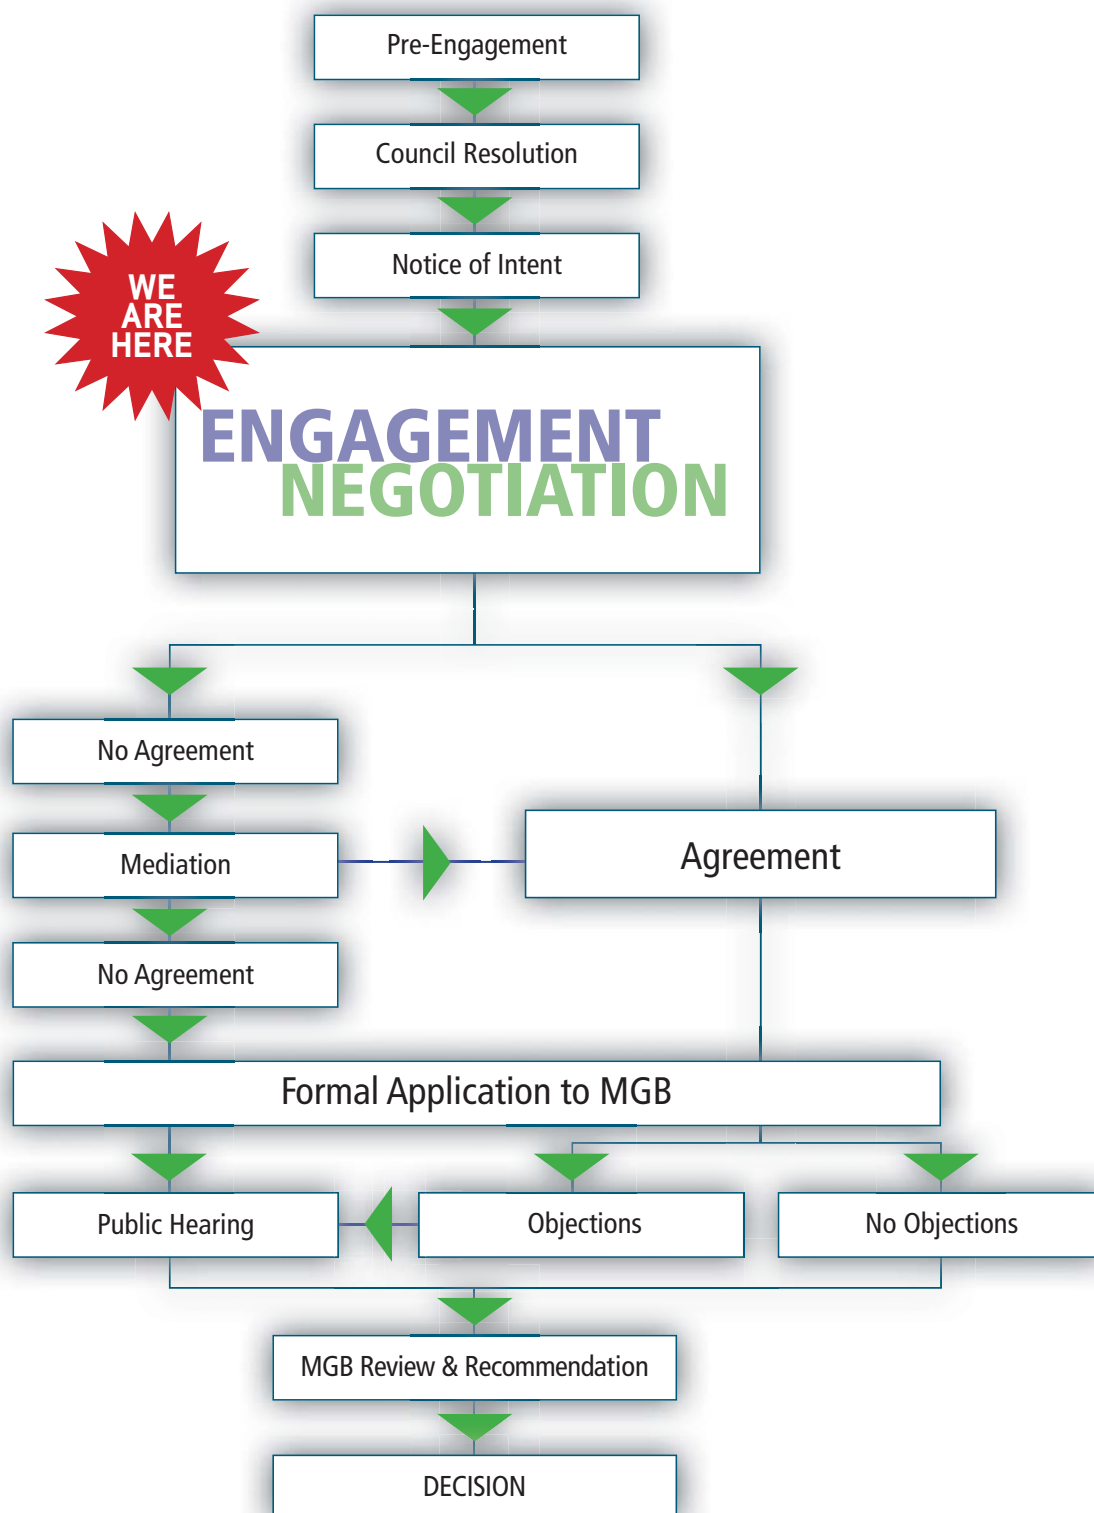 Pre-Engagement
Council Resolution
Notice of Intent
WE
ARE
HERE
ENGAGEMENT
NEGOTIATION
No Agreement
Mediation
Agreement
No Agreement
Formal Application to MGB
Public Hearing
Objections
No Objections
MGB Review & Recommendation
DECISION